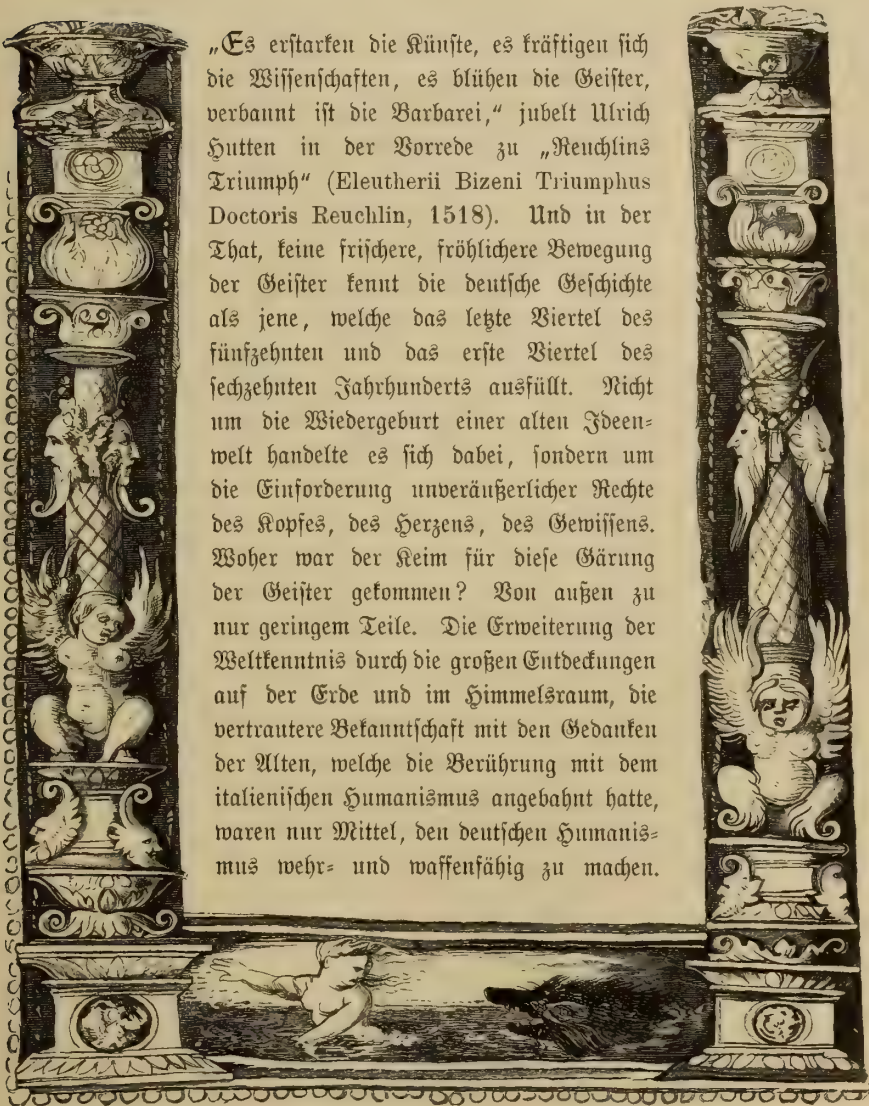 „Es erstarken die Künste, es kräftigen sich
die Wissenschaften, es blühen die Geister,
verbannt ist die Barbarei,“ jubelt Ulrich
Hutten in der Vorrede zu „Reuchlins
Triumph“ (Eleutherii Bizeni Triumphus
Doctoris Reuchlin, 1518). Und in der
That, keine frischere, fröhlichere Bewegung
der Geister kennt die deutsche Geschichte
als jene, welche das letzte Viertel des
fünfzehnten und das erste Viertel des
sechzehnten Jahrhunderts ausfüllt. Nicht
um die Wiedergeburt einer alten Ideen-
welt handelte es sich dabei, sondern um
die Einforderung unveräußerlicher Rechte
des Kopfes, des Herzens, des Gewissens.
Woher war der Keim für diese Gärung
der Geister gekommen? Von außen zu
nur geringem Teile. Die Erweiterung der
Weltkenntnis durch die großen Entdeckungen
auf der Erde und im Himmelsraum, die
vertrautere Bekanntschaft mit den Gedanken
der Alten, welche die Berührung mit dem
italienischen Humanismus angebahnt hatte,
waren nur Mittel, den deutschen Humanis-
mus wehr- und waffenfähig zu machen.